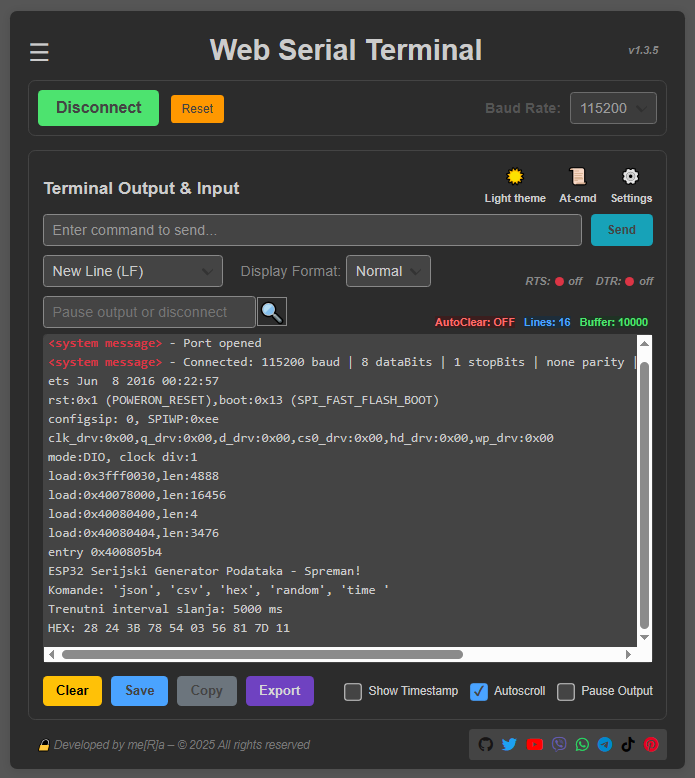 Web Serial Terminal
v1.3.5
Disconnect
Reset
Baud Rate:
115200
Terminal Output & Input
Light theme
At-cmd
Settings
Enter command to send...
Send
New Line (LF)
Display Format:
Normal
RTS: off
DTR: off
Pause output or disconnect
AutoClear: OFF
Lines: 16
Buffer: 10000
<system message> - Port opened
<system message> - Connected: 115200 baud | 8 dataBits | 1 stopBits | none parity |
ets Jun  8 2016 00:22:57
rst:0x1 (POWERON_RESET),boot:0x13 (SPI_FAST_FLASH_BOOT)
configsip: 0, SPIWP:0xee
clk_drv:0x00,q_drv:0x00,d_drv:0x00,cs0_drv:0x00,hd_drv:0x00,wp_drv:0x00
mode:DIO, clock div:1
load:0x3fff0030,len:4888
load:0x40078000,len:16456
load:0x40080400,len:4
load:0x40080404,len:3476
entry 0x400805b4
ESP32 Serijski Generator Podataka - Spreman!
Komande: 'json', 'csv', 'hex', 'random', 'time '
Trenutni interval slanja: 5000 ms
HEX: 28 24 3B 78 54 03 56 81 7D 11
Clear
Save
Copy
Export
Show Timestamp
Autoscroll
Pause Output
Developed by me[R]a – © 2025 All rights reserved